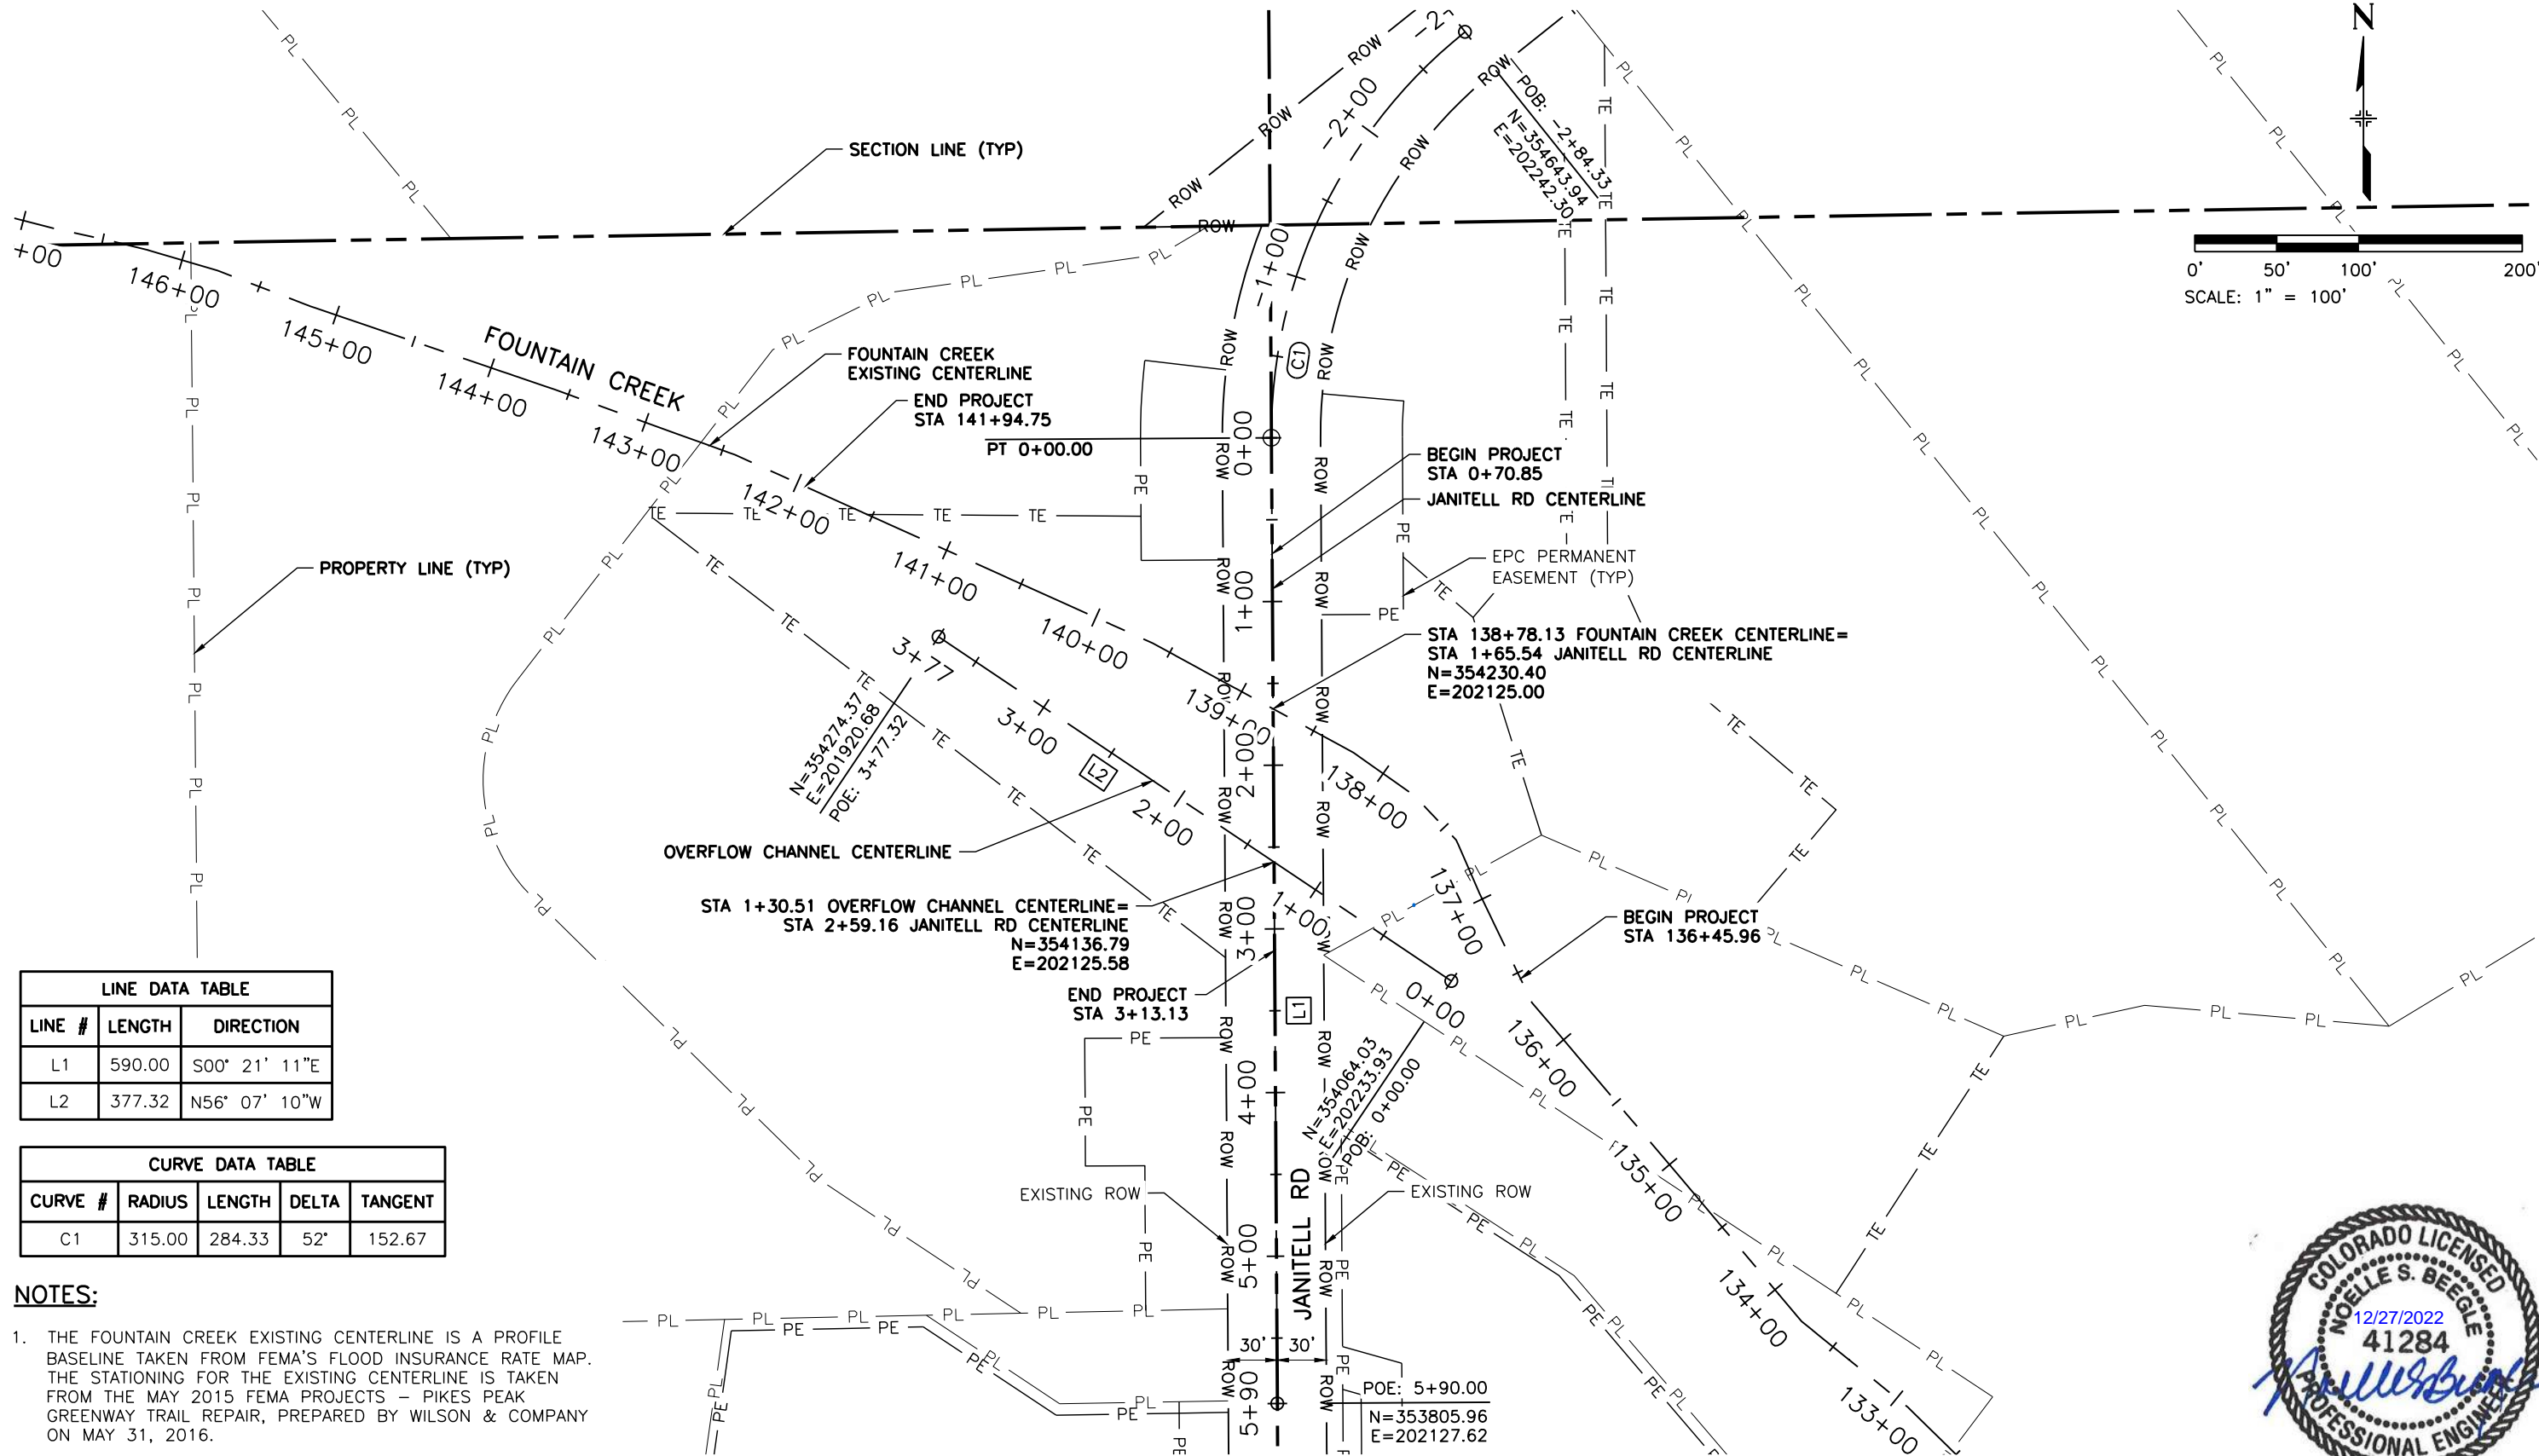 N
-2+00
ROW
ROW
ROW
ROW
ROW
ROW
ROW
POB: -2+84.33
N=354643.94
E=202242.30
SECTION LINE (TYP)
0' 50' 100' 200'
SCALE: 1" = 100'
+00
146+00
145+00
144+00
143+00
142+00
141+00
140+00
139+00
138+00
137+00
136+00
135+00
134+00
133+00
FOUNTAIN CREEK
FOUNTAIN CREEK
EXISTING CENTERLINE
END PROJECT
STA 141+94.75
PT 0+00.00
-1+00
C1
0+00
1+00
2+00
3+00
4+00
5+00
5+90
BEGIN PROJECT
STA 0+70.85
JANITELL RD CENTERLINE
EPC PERMANENT
EASEMENT (TYP)
PROPERTY LINE (TYP)
PL
TE
PE
STA 138+78.13 FOUNTAIN CREEK CENTERLINE=
STA 1+65.54 JANITELL RD CENTERLINE
N=354230.40
E=202125.00
3+77
3+00
2+00
1+00
0+00
N=354274.37
E=201920.68
POE: 3+77.32
L2
OVERFLOW CHANNEL CENTERLINE
STA 1+30.51 OVERFLOW CHANNEL CENTERLINE=
STA 2+59.16 JANITELL RD CENTERLINE
N=354136.79
E=202125.58
END PROJECT
STA 3+13.13
L1
BEGIN PROJECT
STA 136+45.96
N=354064.03
E=202233.93
POB: 0+00.00
EXISTING ROW
EXISTING ROW
JANITELL RD
30' 30'
POE: 5+90.00
N=353805.96
E=202127.62
LINE DATA TABLE
LINE # LENGTH DIRECTION
L1 590.00 S00° 21' 11"E
L2 377.32 N56° 07' 10"W
CURVE DATA TABLE
CURVE # RADIUS LENGTH DELTA TANGENT
C1 315.00 284.33 52° 152.67
NOTES:
1. THE FOUNTAIN CREEK EXISTING CENTERLINE IS A PROFILE
BASELINE TAKEN FROM FEMA'S FLOOD INSURANCE RATE MAP.
THE STATIONING FOR THE EXISTING CENTERLINE IS TAKEN
FROM THE MAY 2015 FEMA PROJECTS – PIKES PEAK
GREENWAY TRAIL REPAIR, PREPARED BY WILSON & COMPANY
ON MAY 31, 2016.
COLORADO LICENSED
NOELLE S. BEEGLE
12/27/2022
41284
PROFESSIONAL ENGINEER